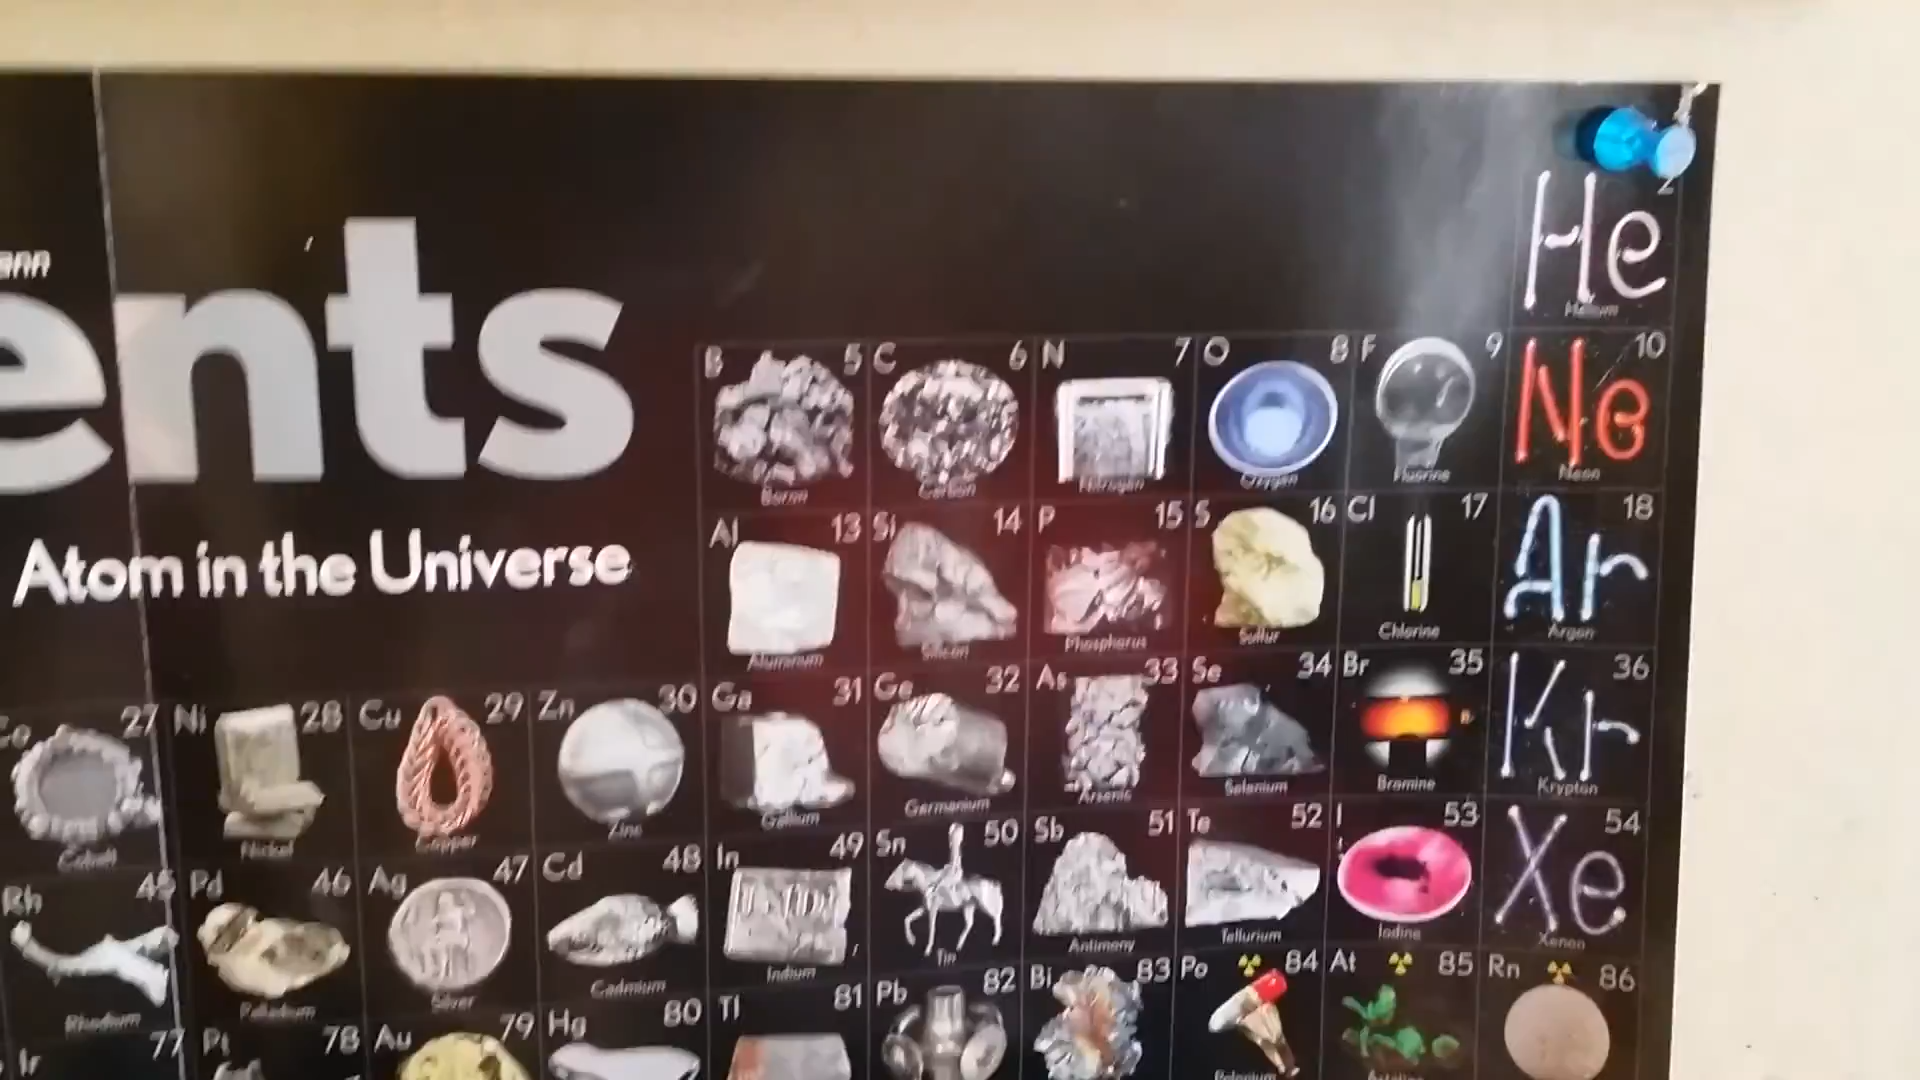 ann
ents
Atom in the Universe
2
He
Helium
B 5 C 6 N 7 O 8 F 9 10
Ne
Boron Carbon Nitrogen Oxygen Fluorine Neon
Al 13 Si 14 P 15 S 16 Cl 17 18
Ar
Aluminum Silicon Phosphorus Sulfur Chlorine Argon
Co 27 Ni 28 Cu 29 Zn 30 Ga 31 Ge 32 As 33 Se 34 Br 35 36
Kr
Cobalt Nickel Copper Zinc Gallium Germanium Arsenic Selenium Bromine Krypton
Rh 45 Pd 46 Ag 47 Cd 48 In 49 Sn 50 Sb 51 Te 52 I 53 54
Xe
Rhodium Palladium Silver Cadmium Indium Tin Antimony Tellurium Iodine Xenon
Ir 77 Pt 78 Au 79 Hg 80 Tl 81 Pb 82 Bi 83 Po 84 At 85 Rn 86
Polonium Astatine